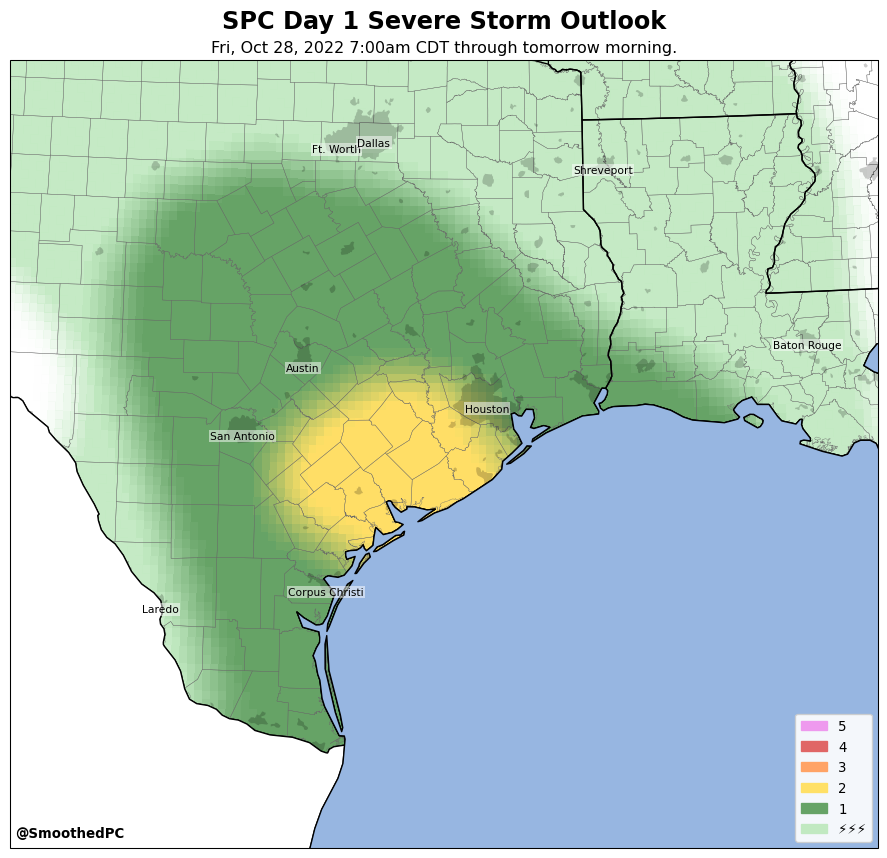 SPC Day 1 Severe Storm Outlook
Fri, Oct 28, 2022 7:00am CDT through tomorrow morning.
Dallas
Ft. Worth
Shreveport
Baton Rouge
Austin
Houston
San Antonio
Corpus Christi
Laredo
5
4
3
2
1
⚡⚡⚡
@SmoothedPC